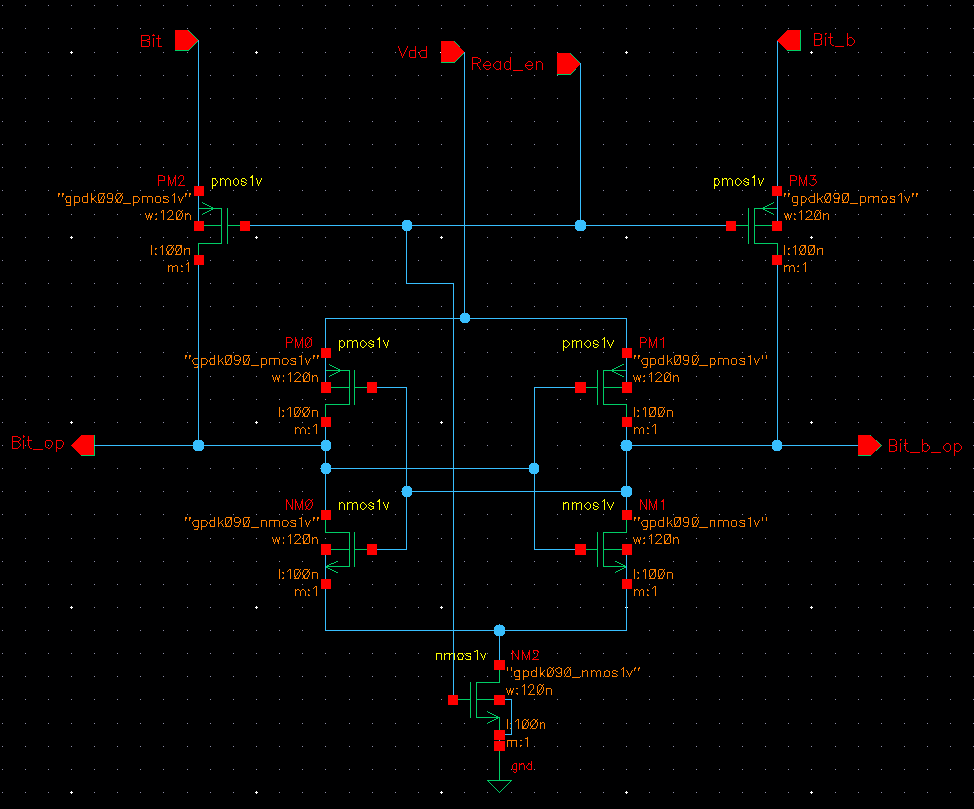 Bit
Vdd
Read_en
Bit_b
PM2
pmos1v
"gpdk090_pmos1v"
w:120n
l:100n
m:1
pmos1v
PM3
"gpdk090_pmos1v"
w:120n
l:100n
m:1
PM0
pmos1v
"gpdk090_pmos1v"
w:120n
l:100n
m:1
pmos1v
PM1
"gpdk090_pmos1v"
w:120n
l:100n
m:1
Bit_op
Bit_b_op
NM0
nmos1v
"gpdk090_nmos1v"
w:120n
l:100n
m:1
nmos1v
NM1
"gpdk090_nmos1v"
w:120n
l:100n
m:1
nmos1v
NM2
"gpdk090_nmos1v"
w:120n
l:100n
m:1
gnd